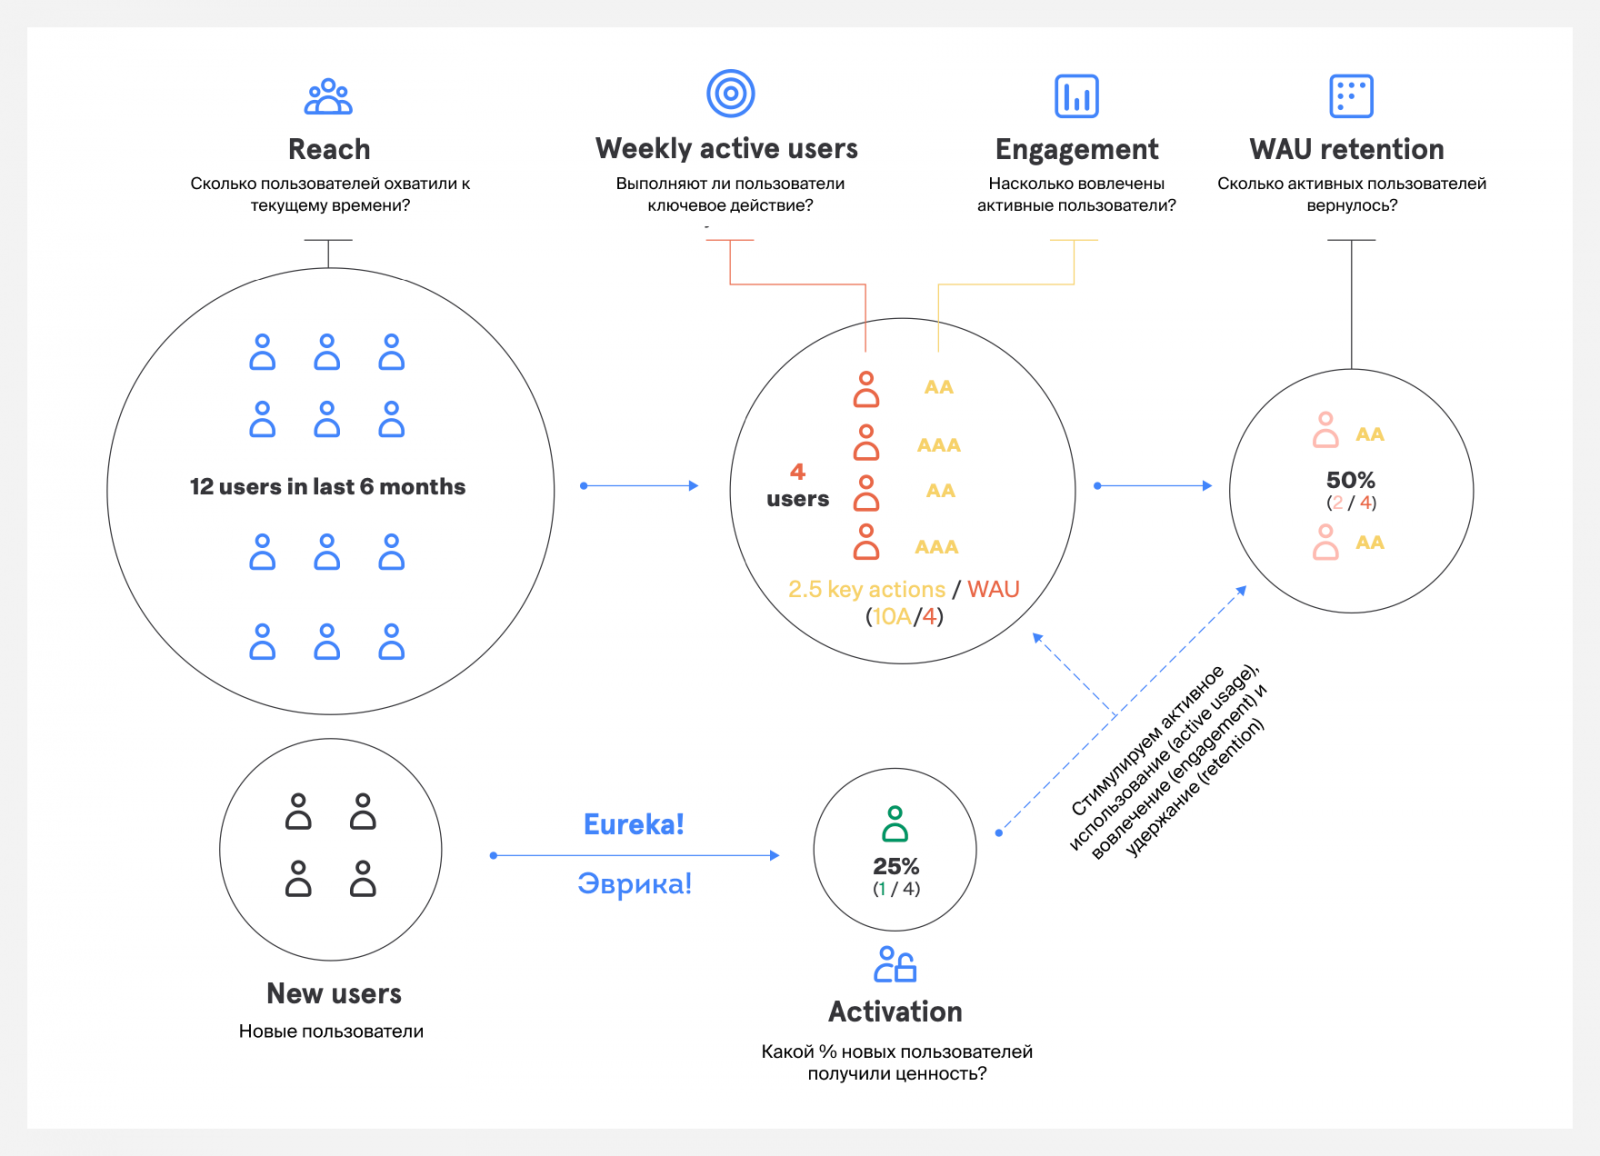 Reach
Сколько пользователей охватили к
текущему времени?
Weekly active users
Выполняют ли пользователи
ключевое действие?
Engagement
Насколько вовлечены
активные пользователи?
WAU retention
Сколько активных пользователей
вернулось?
12 users in last 6 months
4
users
AA
AAA
AA
AAA
2.5 key actions / WAU
(10A/4)
AA
50%
(2 / 4)
AA
Стимулируем активное
использование (active usage),
вовлечение (engagement) и
удержание (retention)
New users
Новые пользователи
Eureka!
Эврика!
25%
(1 / 4)
Activation
Какой % новых пользователей
получили ценность?